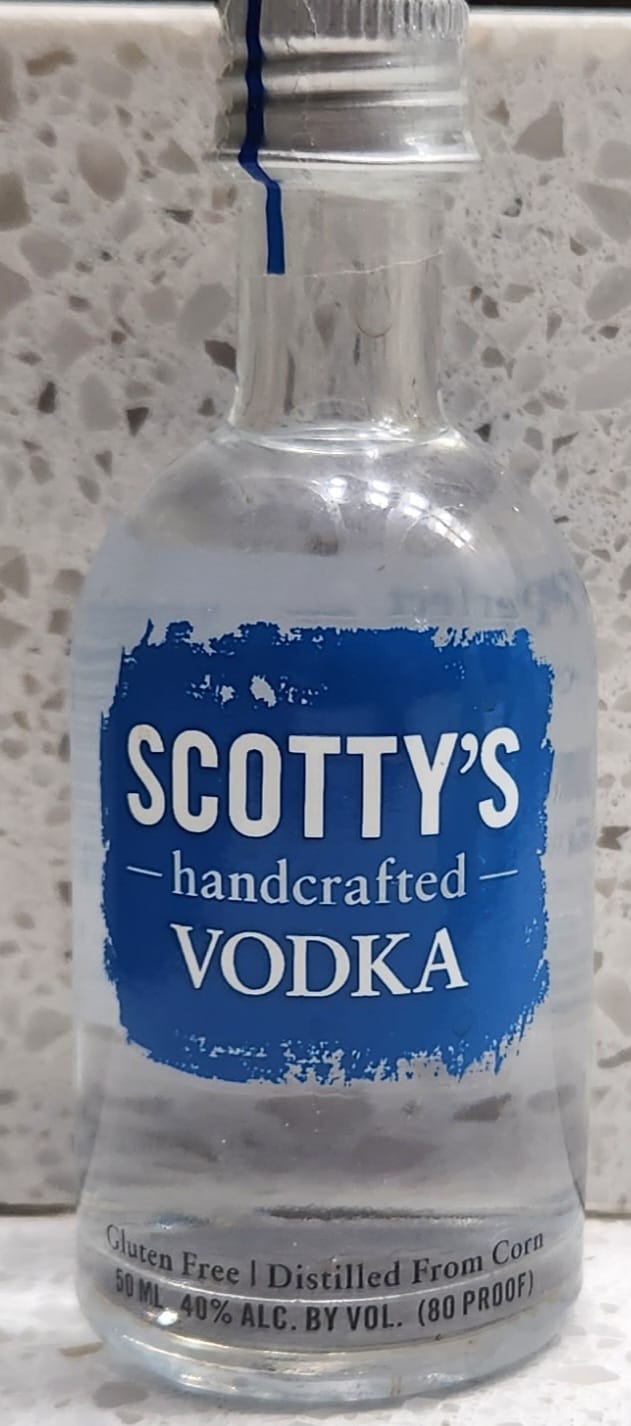 SCOTTY'S
— handcrafted —
VODKA
Gluten Free | Distilled From Corn
50 ML 40% ALC. BY VOL. (80 PROOF)